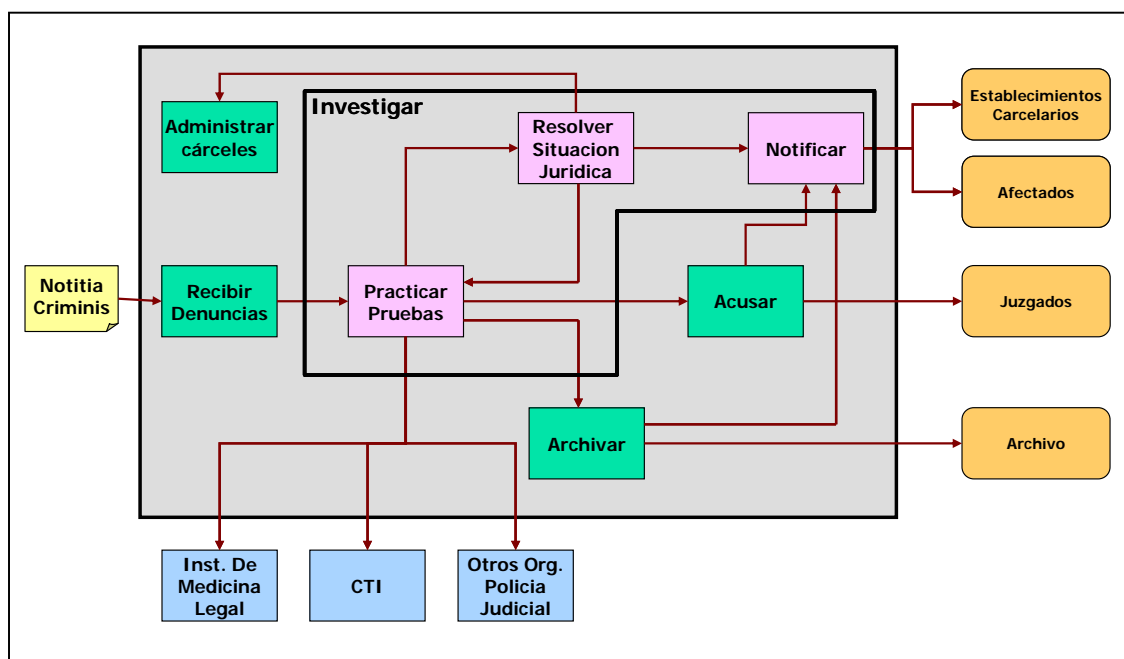 Investigar
Administrar
cárceles
Resolver
Situacion
Juridica
Notificar
Establecimientos
Carcelarios
Afectados
Notitia
Criminis
Recibir
Denuncias
Practicar
Pruebas
Acusar
Juzgados
Archivar
Archivo
Inst. De
Medicina
Legal
CTI
Otros Org.
Policia
Judicial